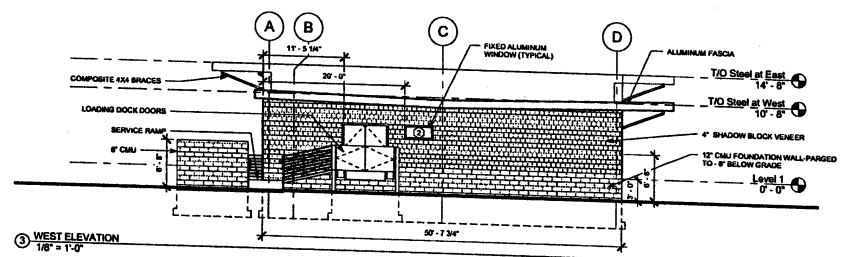 A
B
C
D
11' - 5 1/4"
FIXED ALUMINUM
WINDOW (TYPICAL)
ALUMINUM FASCIA
COMPOSITE 4X4 BRACES
20' - 0"
T/O Steel at East
14' - 8"
T/O Steel at West
10' - 8"
LOADING DOCK DOORS
2
SERVICE RAMP
4" SHADOW BLOCK VENEER
12" CMU FOUNDATION WALL-PARGED
TO - 8" BELOW GRADE
Level 1
0' - 0"
3' - 0"
50' - 7 3/4"
3 WEST ELEVATION
1/8" = 1'-0"